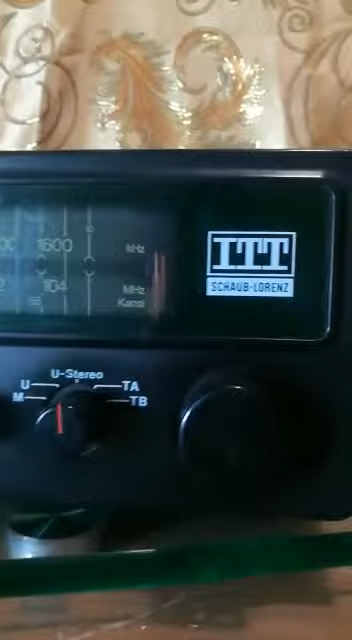 1600 kHz
104 MHz
Kanal
ITT
SCHAUB-LORENZ
U-Stereo
U TA
M TB